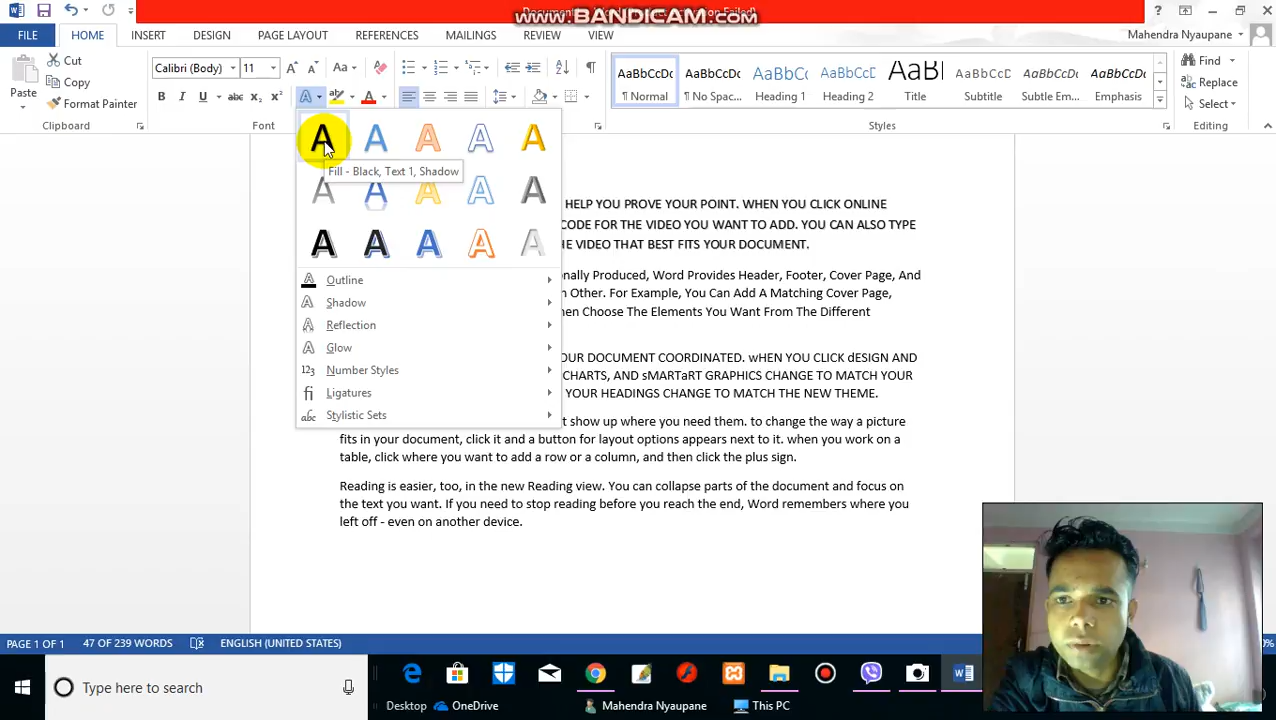 www.BANDICAM.com
FILE HOME INSERT DESIGN PAGE LAYOUT REFERENCES MAILINGS REVIEW VIEW Mahendra Nyaupane
Cut
Copy
Format Painter
Paste
Clipboard
Calibri (Body) 11
Font
AaBbCcDc AaBbCcDc AaBbCc AaBbCcC AaBl AaBbCcD AaBbCcDc AaBbCcDc
¶ Normal ¶ No Spac... Heading 1 Heading 2 Title Subtitle Subtle Em... Emphasis
Styles
Find
Replace
Select
Editing
Fill - Black, Text 1, Shadow
Outline
Shadow
Reflection
Glow
Number Styles
Ligatures
Stylistic Sets
HELP YOU PROVE YOUR POINT. WHEN YOU CLICK ONLINE
CODE FOR THE VIDEO YOU WANT TO ADD. YOU CAN ALSO TYPE
THE VIDEO THAT BEST FITS YOUR DOCUMENT.
onally Produced, Word Provides Header, Footer, Cover Page, And
Other. For Example, You Can Add A Matching Cover Page,
hen Choose The Elements You Want From The Different
OUR DOCUMENT COORDINATED. wHEN YOU CLICK dESIGN AND
CHARTS, AND sMARTaRT GRAPHICS CHANGE TO MATCH YOUR
YOUR HEADINGS CHANGE TO MATCH THE NEW THEME.
show up where you need them. to change the way a picture
fits in your document, click it and a button for layout options appears next to it. when you work on a
table, click where you want to add a row or a column, and then click the plus sign.
Reading is easier, too, in the new Reading view. You can collapse parts of the document and focus on
the text you want. If you need to stop reading before you reach the end, Word remembers where you
left off - even on another device.
PAGE 1 OF 1 47 OF 239 WORDS ENGLISH (UNITED STATES)
Type here to search
Desktop OneDrive Mahendra Nyaupane This PC